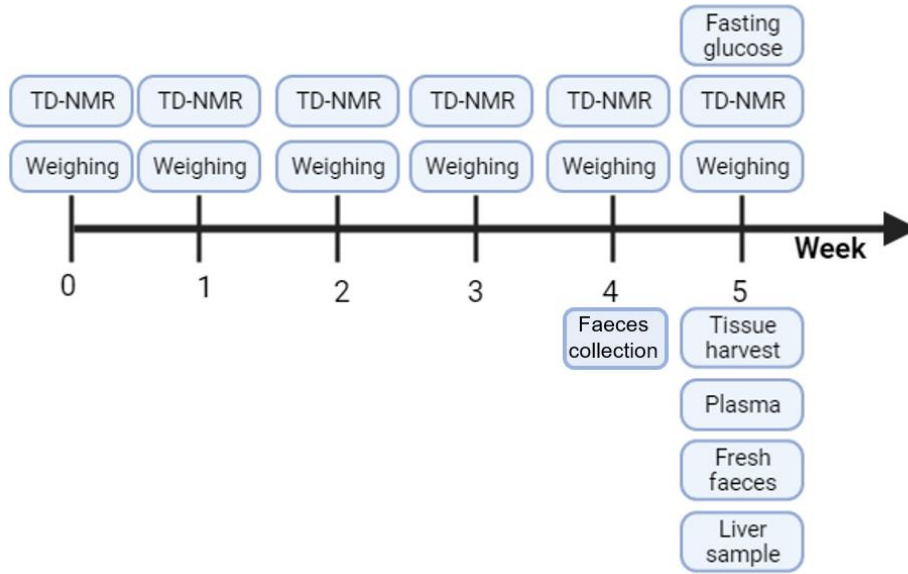 Fasting
glucose
TD-NMR TD-NMR TD-NMR TD-NMR TD-NMR TD-NMR
Weighing Weighing Weighing Weighing Weighing Weighing
Week
0 1 2 3 4 5
Faeces
collection
Tissue
harvest
Plasma
Fresh
faeces
Liver
sample